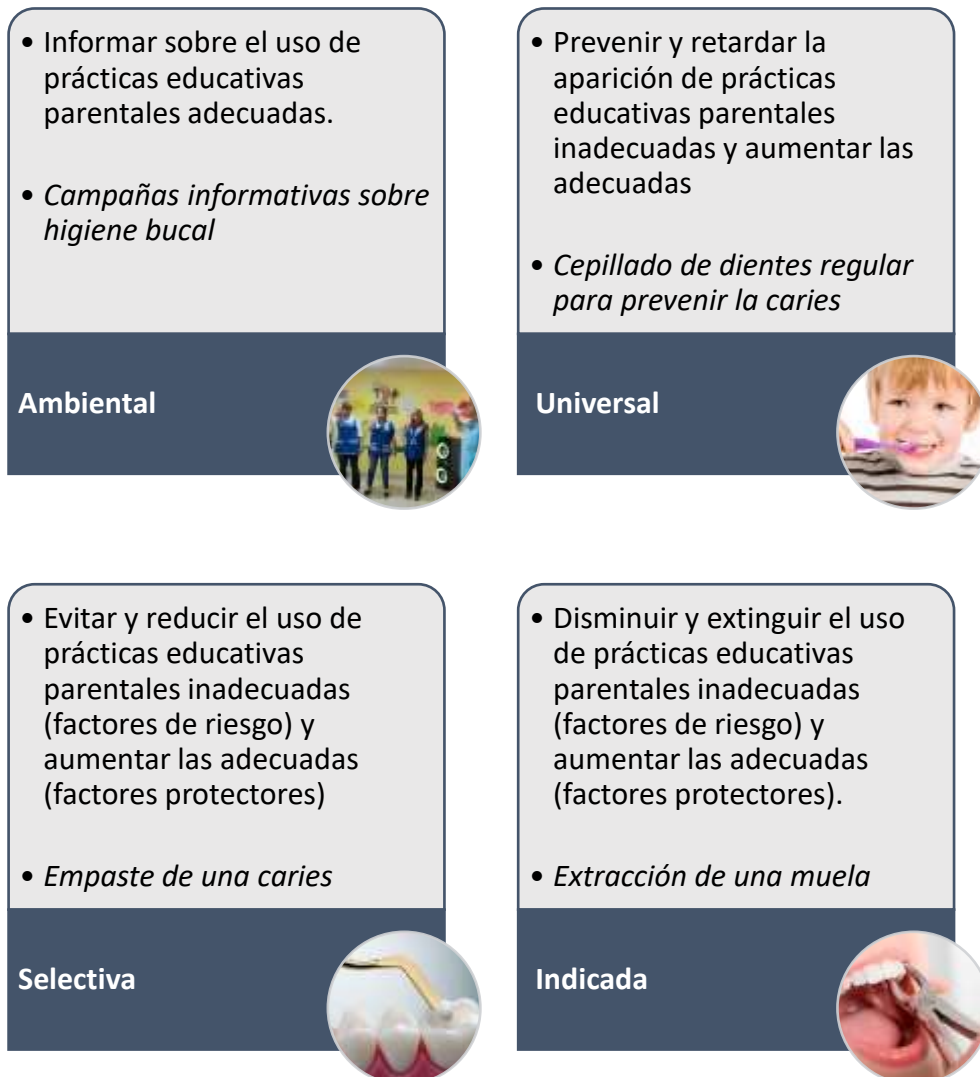 • Informar sobre el uso de
prácticas educativas
parentales adecuadas.
• Campañas informativas sobre
higiene bucal
Ambiental
• Prevenir y retardar la
aparición de prácticas
educativas parentales
inadecuadas y aumentar las
adecuadas
• Cepillado de dientes regular
para prevenir la caries
Universal
• Evitar y reducir el uso de
prácticas educativas
parentales inadecuadas
(factores de riesgo) y
aumentar las adecuadas
(factores protectores)
• Empaste de una caries
Selectiva
• Disminuir y extinguir el uso
de prácticas educativas
parentales inadecuadas
(factores de riesgo) y
aumentar las adecuadas
(factores protectores).
• Extracción de una muela
Indicada